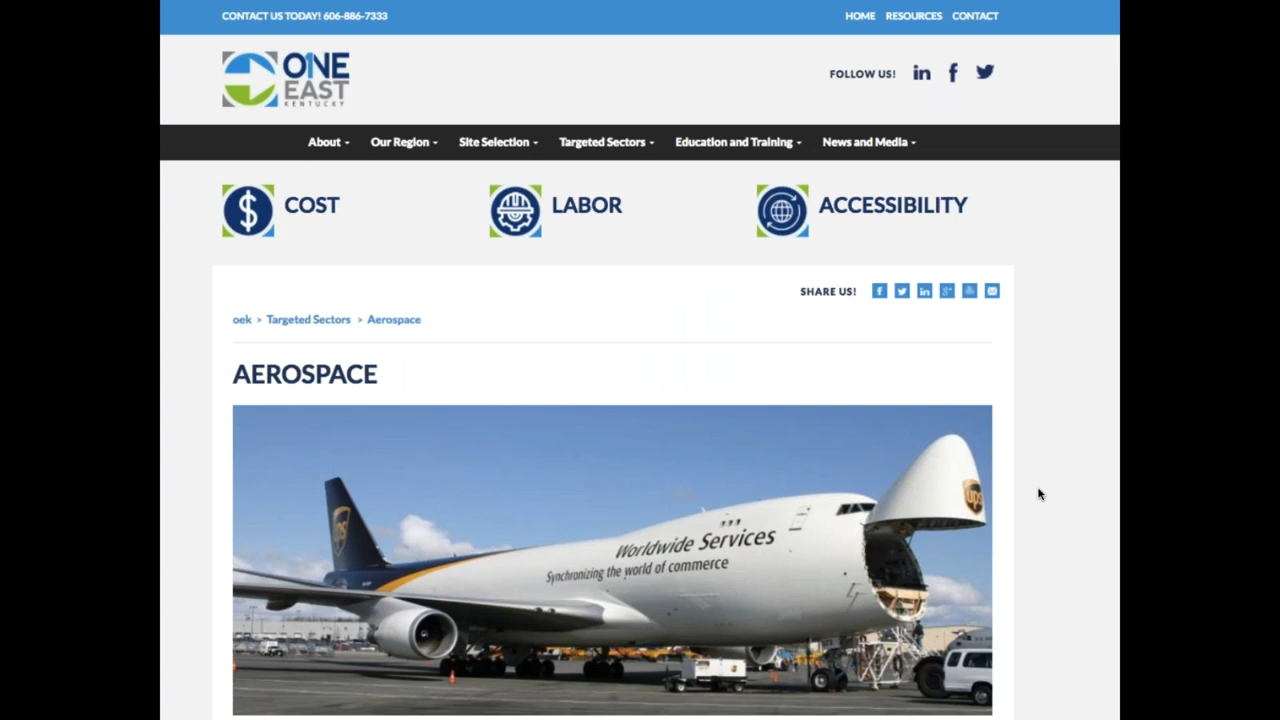 CONTACT US TODAY! 606-886-7333
HOME RESOURCES CONTACT
ONE
EAST
KENTUCKY
FOLLOW US!
About Our Region Site Selection Targeted Sectors Education and Training News and Media
COST LABOR ACCESSIBILITY
SHARE US!
oek > Targeted Sectors > Aerospace
AEROSPACE
ups
Worldwide Services
Synchronizing the world of commerce
ups